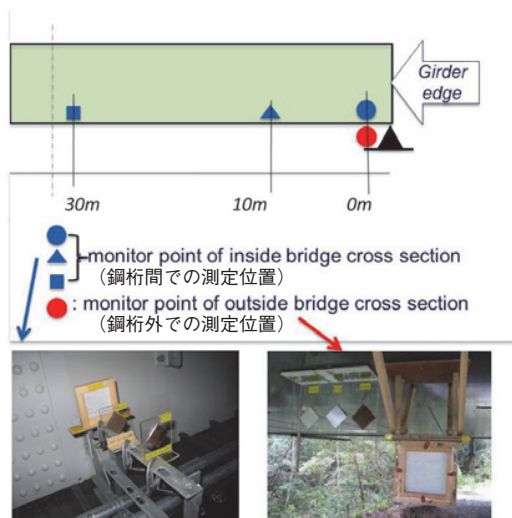 Girder
edge
30m
10m
0m
monitor point of inside bridge cross section
（鋼桁間での測定位置）
: monitor point of outside bridge cross section
（鋼桁外での測定位置）